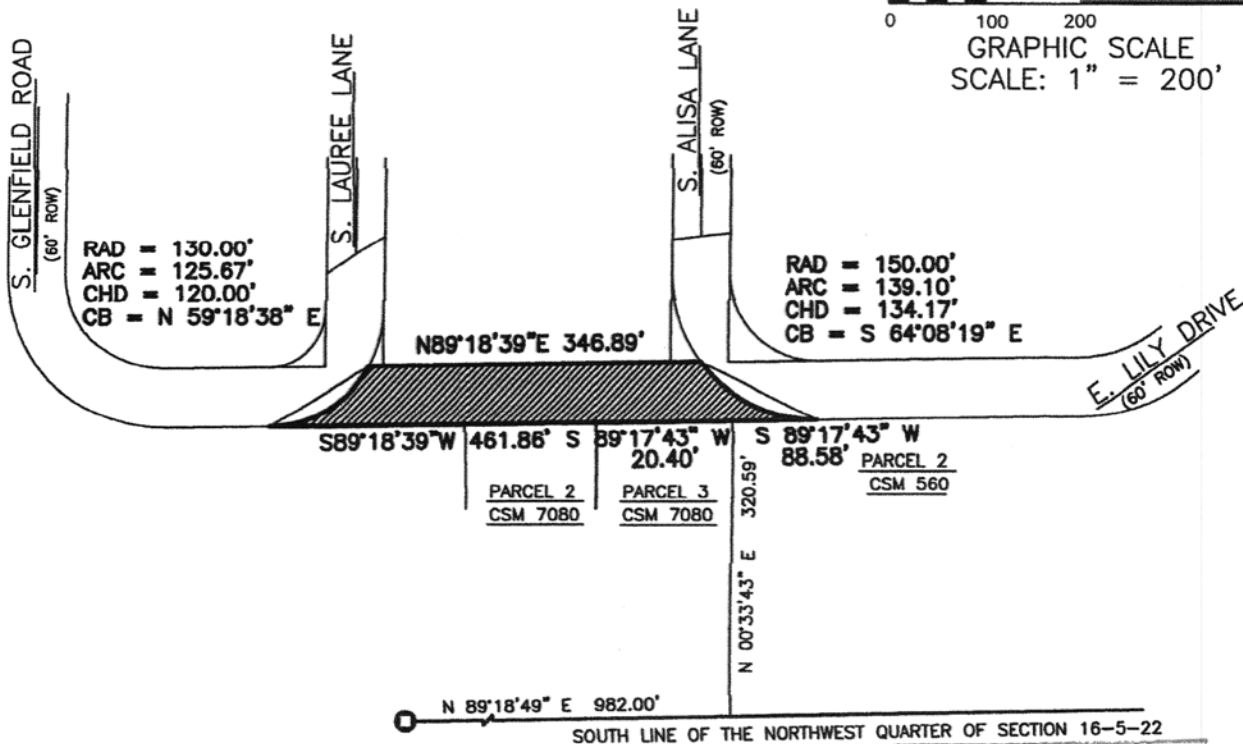 0 100 200
GRAPHIC SCALE
SCALE: 1" = 200'
S. GLENFIELD ROAD
(60' ROW)
S. LAUREE LANE
S. ALISA LANE
(60' ROW)
RAD = 130.00'
ARC = 125.67'
CHD = 120.00'
CB = N 59°18'38" E
RAD = 150.00'
ARC = 139.10'
CHD = 134.17'
CB = S 64°08'19" E
N89°18'39"E 346.89'
E. LILY DRIVE
(60' ROW)
S89°18'39"W 461.86' S 89°17'43" W S 89°17'43" W
20.40' 88.58'
PARCEL 2
CSM 560
PARCEL 2
CSM 7080
PARCEL 3
CSM 7080
N 00°33'43" E 320.59'
N 89°18'49" E 982.00'
SOUTH LINE OF THE NORTHWEST QUARTER OF SECTION 16-5-22